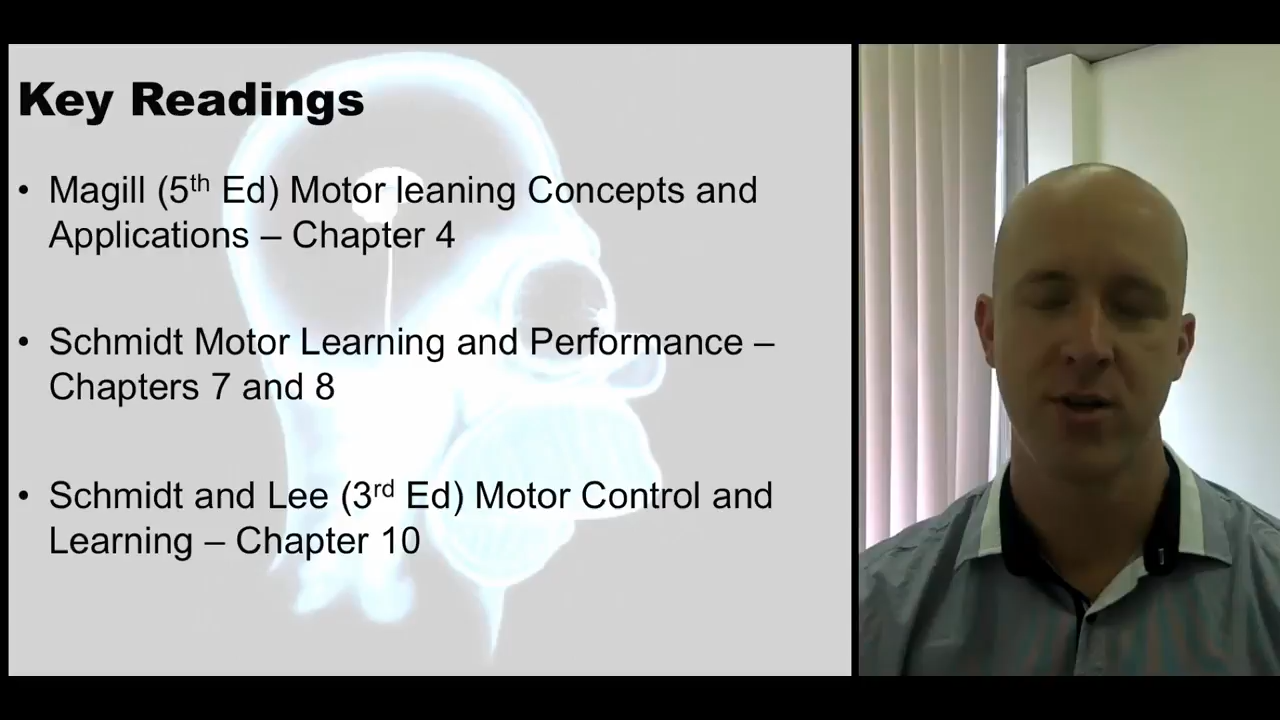 Key Readings
• Magill (5th Ed) Motor leaning Concepts and
Applications – Chapter 4
• Schmidt Motor Learning and Performance –
Chapters 7 and 8
• Schmidt and Lee (3rd Ed) Motor Control and
Learning – Chapter 10